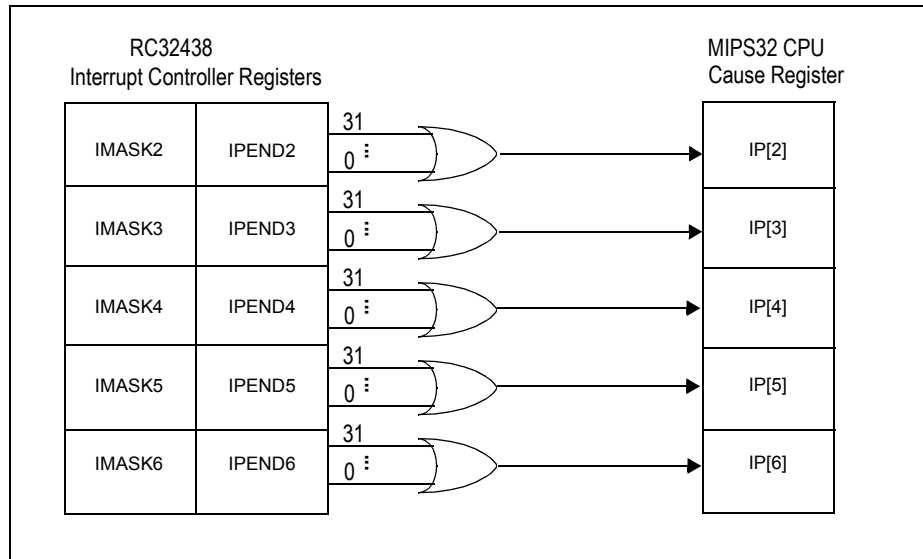 RC32438
Interrupt Controller Registers
MIPS32 CPU
Cause Register
IMASK2 IPEND2 31 IP[2]
0 ...
IMASK3 IPEND3 31 IP[3]
0 ...
IMASK4 IPEND4 31 IP[4]
0 ...
IMASK5 IPEND5 31 IP[5]
0 ...
IMASK6 IPEND6 31 IP[6]
0 ...